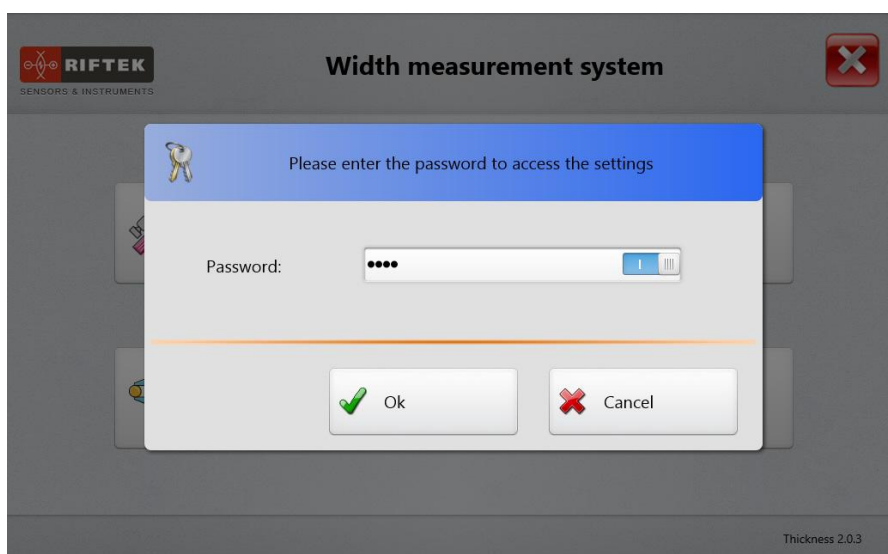 RIFTEK
SENSORS & INSTRUMENTS
Width measurement system
Please enter the password to access the settings
Password: ••••
Ok
Cancel
Thickness 2.0.3